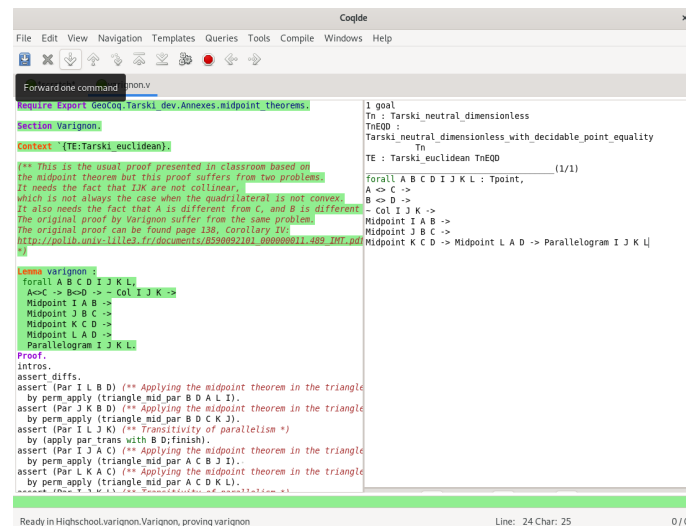 CoqIde
File Edit View Navigation Templates Queries Tools Compile Windows Help
Forward one command
non.v
Require Export GeoCoq.Tarski_dev.Annexes.midpoint_theorems.
Section Varignon.
Context `{TE:Tarski_euclidean}.
(** This is the usual proof presented in classroom based on
the midpoint theorem but this proof suffers from two problems.
It needs the fact that IJK are not collinear,
which is not always the case when the quadrilateral is not convex.
It also needs the fact that A is different from C, and B is different
The original proof by Varignon suffer from the same problem.
The original proof can be found page 138, Corollary IV:
http://polib.univ-lille3.fr/documents/B590092101_000000011.489_IMT.pdf
*)
Lemma varignon :
forall A B C D I J K L,
A<>C -> B<>D -> ~ Col I J K ->
Midpoint I A B ->
Midpoint J B C ->
Midpoint K C D ->
Midpoint L A D ->
Parallelogram I J K L.
Proof.
intros.
assert_diffs.
assert (Par I L B D) (** Applying the midpoint theorem in the triangle
by perm_apply (triangle_mid_par B D A L I).
assert (Par J K B D) (** Applying the midpoint theorem in the triangle
by perm_apply (triangle_mid_par B D C K J).
assert (Par I L J K) (** Transitivity of parallelism *)
by (apply par_trans with B D;finish).
assert (Par I J A C) (** Applying the midpoint theorem in the triangle
by perm_apply (triangle_mid_par A C B J I).
assert (Par L K A C) (** Applying the midpoint theorem in the triangle
by perm_apply (triangle_mid_par A C D K L).
1 goal
Tn : Tarski_neutral_dimensionless
TnEQD :
Tarski_neutral_dimensionless_with_decidable_point_equality
Tn
TE : Tarski_euclidean TnEQD
(1/1)
forall A B C D I J K L : Tpoint,
A <> C ->
B <> D ->
~ Col I J K ->
Midpoint I A B ->
Midpoint J B C ->
Midpoint K C D -> Midpoint L A D -> Parallelogram I J K L
Ready in Highschool.varignon.Varignon, proving varignon
Line: 24 Char: 25
0 /